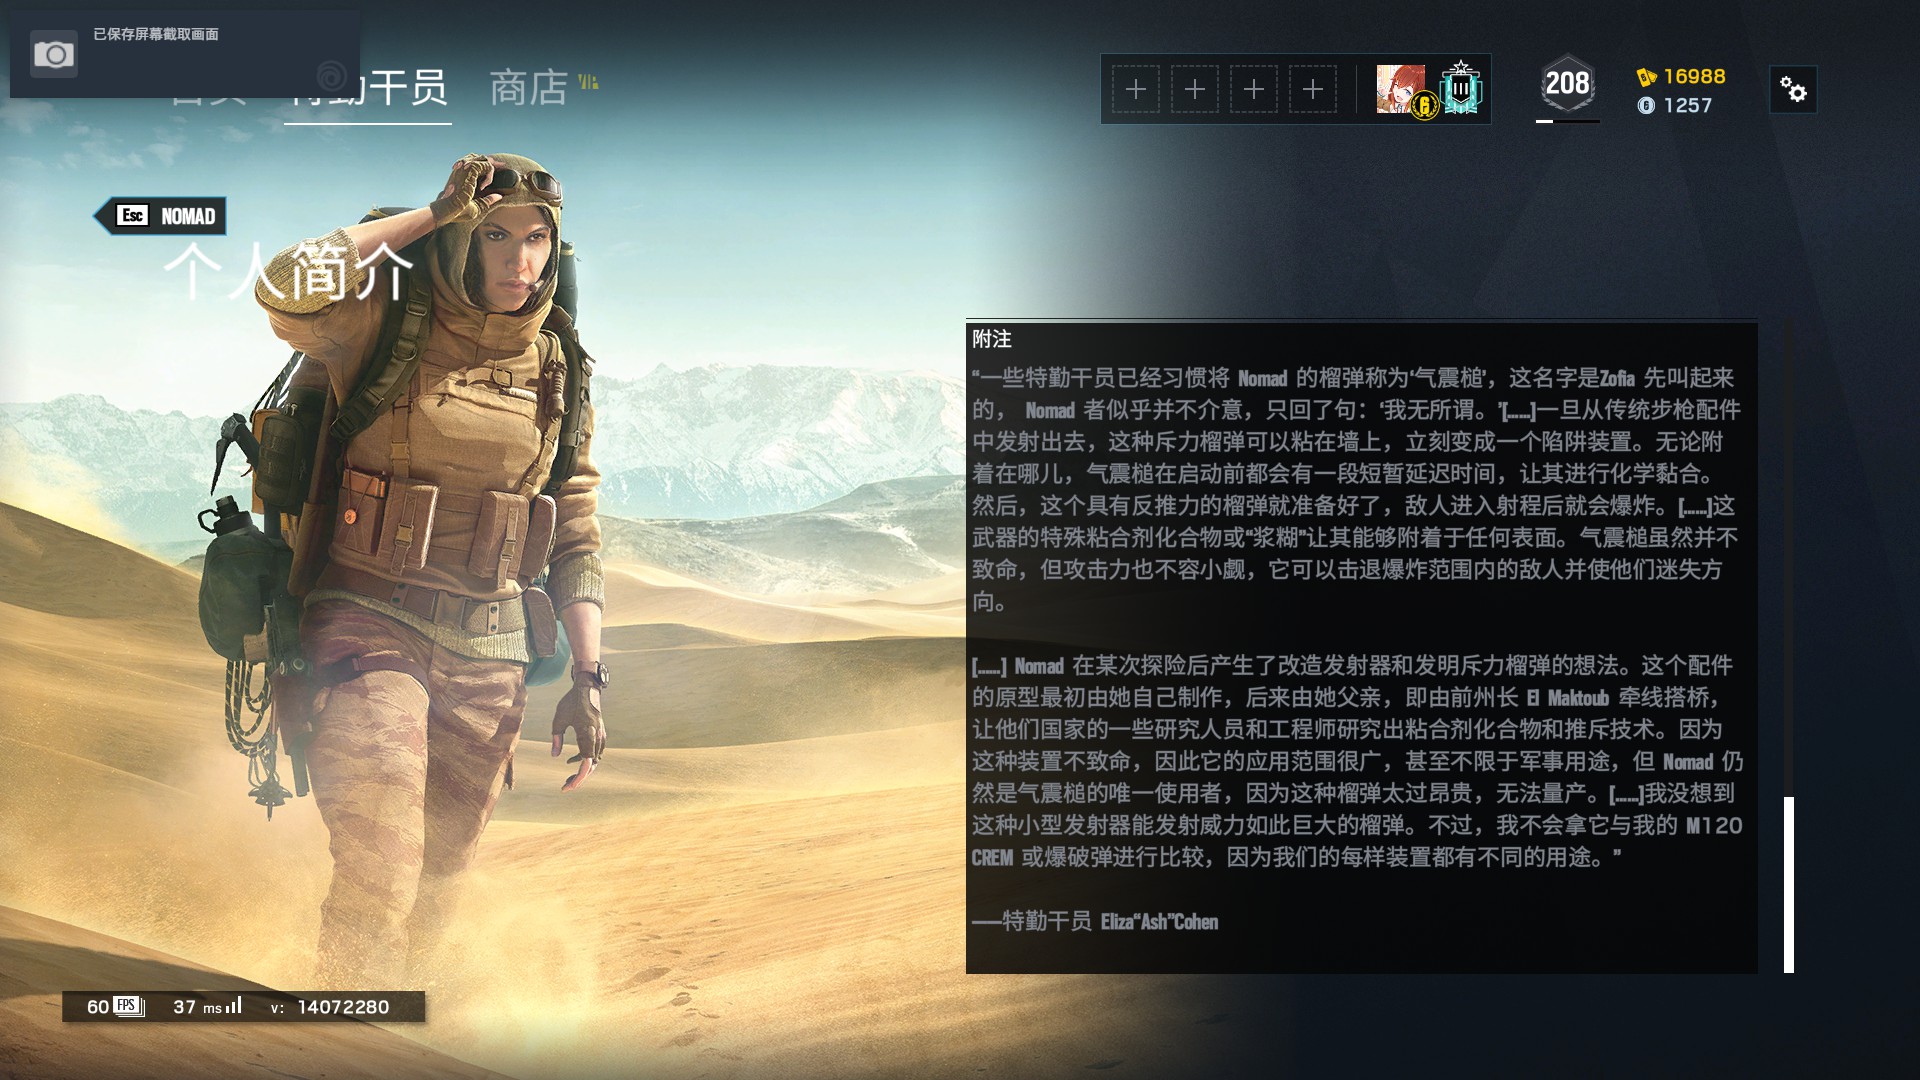 已保存屏幕截取画面
首页 特勤干员 商店
208
16988
1257
Esc NOMAD
个人简介
附注
“一些特勤干员已经习惯将 Nomad 的榴弹称为‘气震槌’，这名字是Zofia 先叫起来
的， Nomad 者似乎并不介意，只回了句：‘我无所谓。’[……]一旦从传统步枪配件
中发射出去，这种斥力榴弹可以粘在墙上，立刻变成一个陷阱装置。无论附
着在哪儿，气震槌在启动前都会有一段短暂延迟时间，让其进行化学黏合。
然后，这个具有反推力的榴弹就准备好了，敌人进入射程后就会爆炸。[……]这
武器的特殊粘合剂化合物或“浆糊”让其能够附着于任何表面。气震槌虽然并不
致命，但攻击力也不容小觑，它可以击退爆炸范围内的敌人并使他们迷失方
向。
[……] Nomad 在某次探险后产生了改造发射器和发明斥力榴弹的想法。这个配件
的原型最初由她自己制作，后来由她父亲，即由前州长 El Maktoub 牵线搭桥，
让他们国家的一些研究人员和工程师研究出粘合剂化合物和推斥技术。因为
这种装置不致命，因此它的应用范围很广，甚至不限于军事用途，但 Nomad 仍
然是气震槌的唯一使用者，因为这种榴弹太过昂贵，无法量产。[……]我没想到
这种小型发射器能发射威力如此巨大的榴弹。不过，我不会拿它与我的 M120
CREM 或爆破弹进行比较，因为我们的每样装置都有不同的用途。”
——特勤干员 Eliza“Ash”Cohen
60 FPS 37 ms v: 14072280